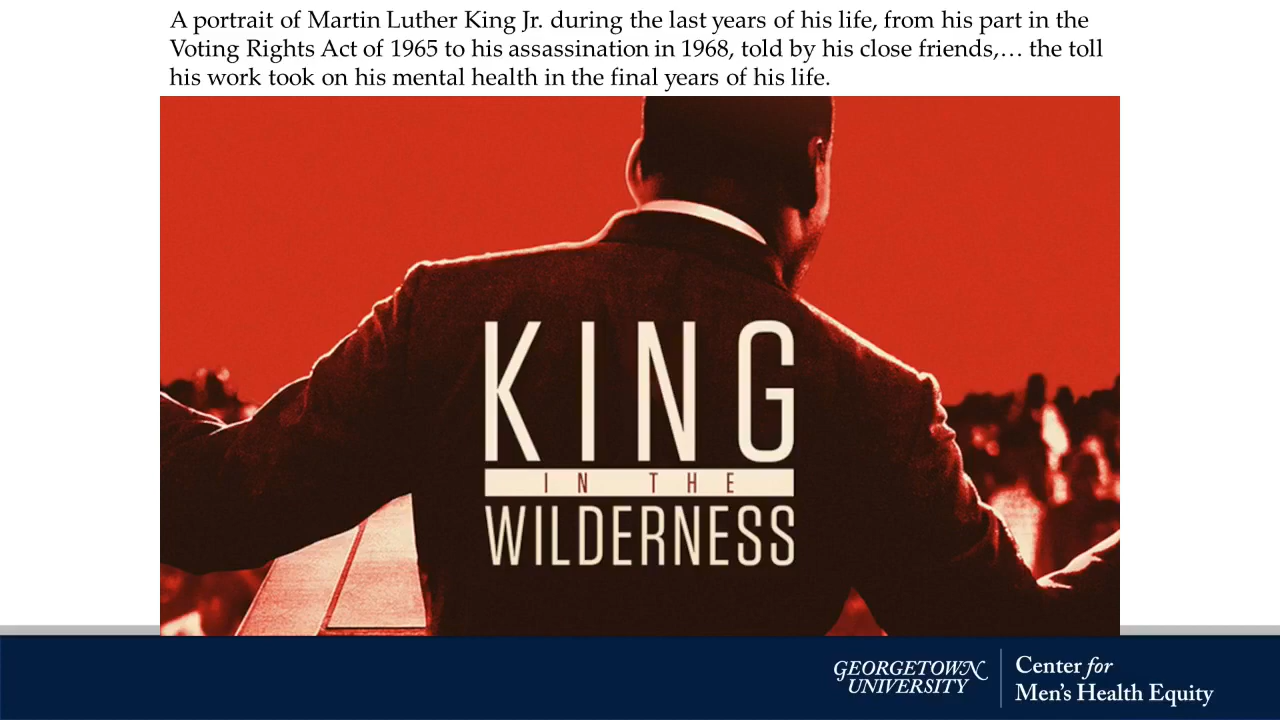 A portrait of Martin Luther King Jr. during the last years of his life, from his part in the
Voting Rights Act of 1965 to his assassination in 1968, told by his close friends,… the toll
his work took on his mental health in the final years of his life.
KING
IN THE
WILDERNESS
GEORGETOWN
UNIVERSITY
Center for
Men's Health Equity